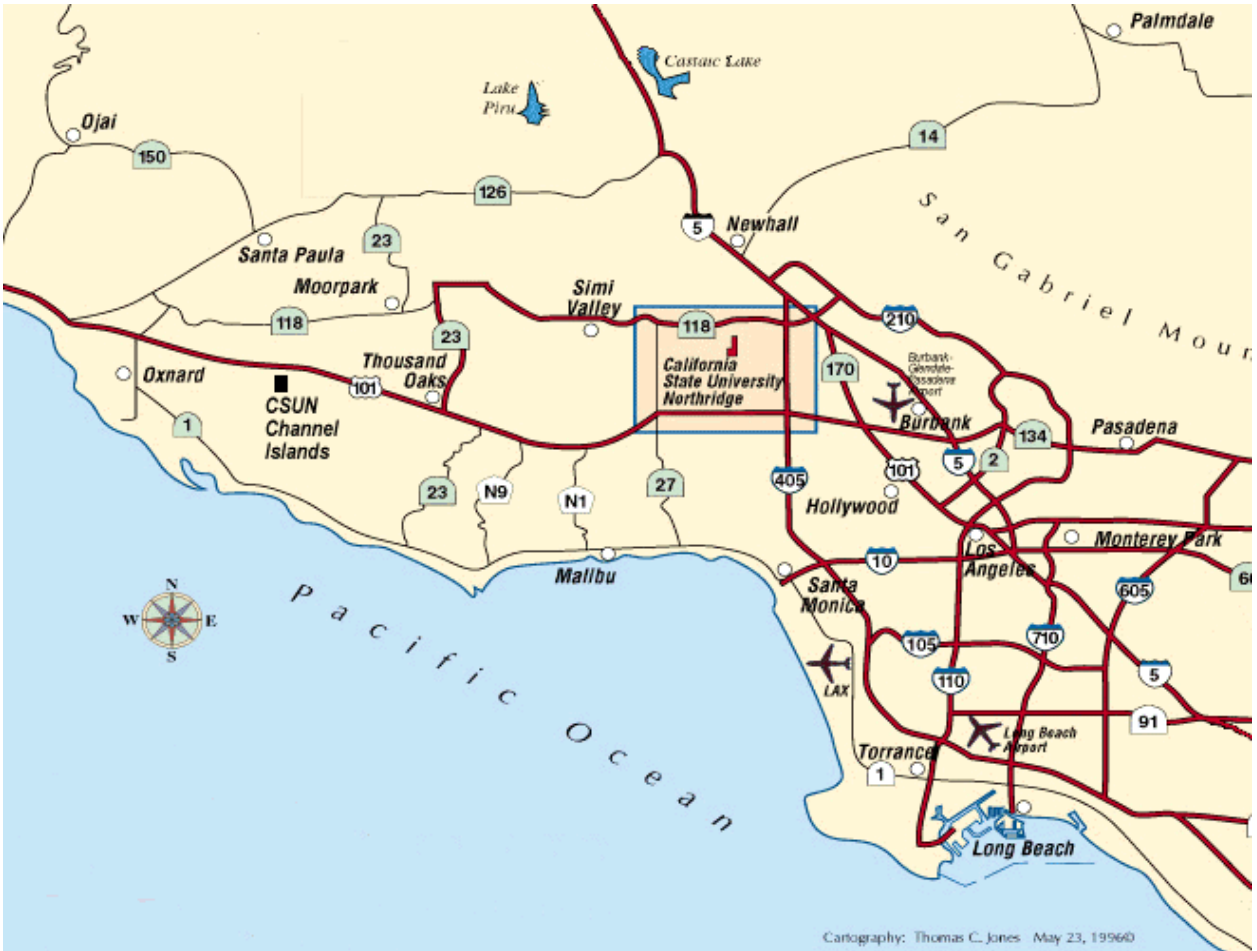 Palmdale
Castaic Lake
Lake
Piru
Ojai
14
150
126
San Gabriel Moun
5
Newhall
23
Santa Paula
Moorpark
Simi
Valley
118
118
210
23
Thousand
Oaks
California
State University
Northridge
170
Burbank-
Glendale-
Pasadena
Airport
Oxnard
101
CSUN
Channel
Islands
1
Burbank
134
Pasadena
2
5
101
23
N9
N1
27
405
Hollywood
Los
Angeles
Monterey Park
10
Malibu
Santa
Monica
60
605
N
W
E
S
Pacific Ocean
105
710
110
5
LAX
91
Long Beach
Airport
Torrance
1
Long Beach
Cartography: Thomas C. Jones May 23, 1996©